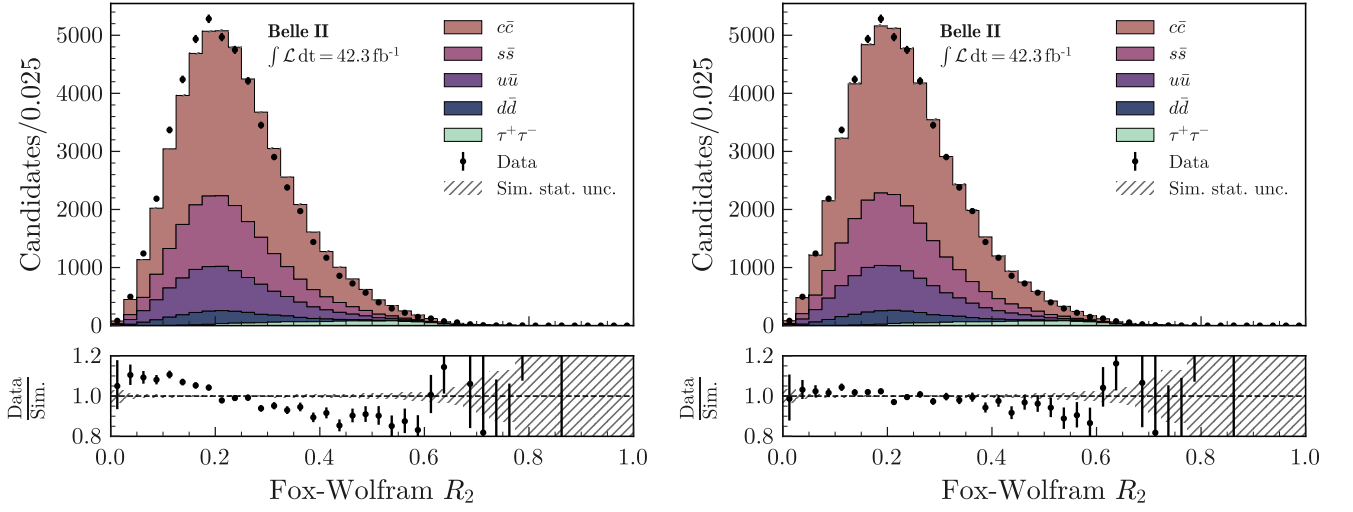 Candidates/0.025
5000
4000
3000
2000
1000
0
Belle II
∫ ℒ dt = 42.3 fb⁻¹
cc̄
ss̄
uū
dd̄
τ⁺τ⁻
Data
Sim. stat. unc.
Data
Sim.
1.2
1.0
0.8
0.0 0.2 0.4 0.6 0.8 1.0
Fox-Wolfram R₂
Candidates/0.025
5000
4000
3000
2000
1000
0
Belle II
∫ ℒ dt = 42.3 fb⁻¹
cc̄
ss̄
uū
dd̄
τ⁺τ⁻
Data
Sim. stat. unc.
Data
Sim.
1.2
1.0
0.8
0.0 0.2 0.4 0.6 0.8 1.0
Fox-Wolfram R₂